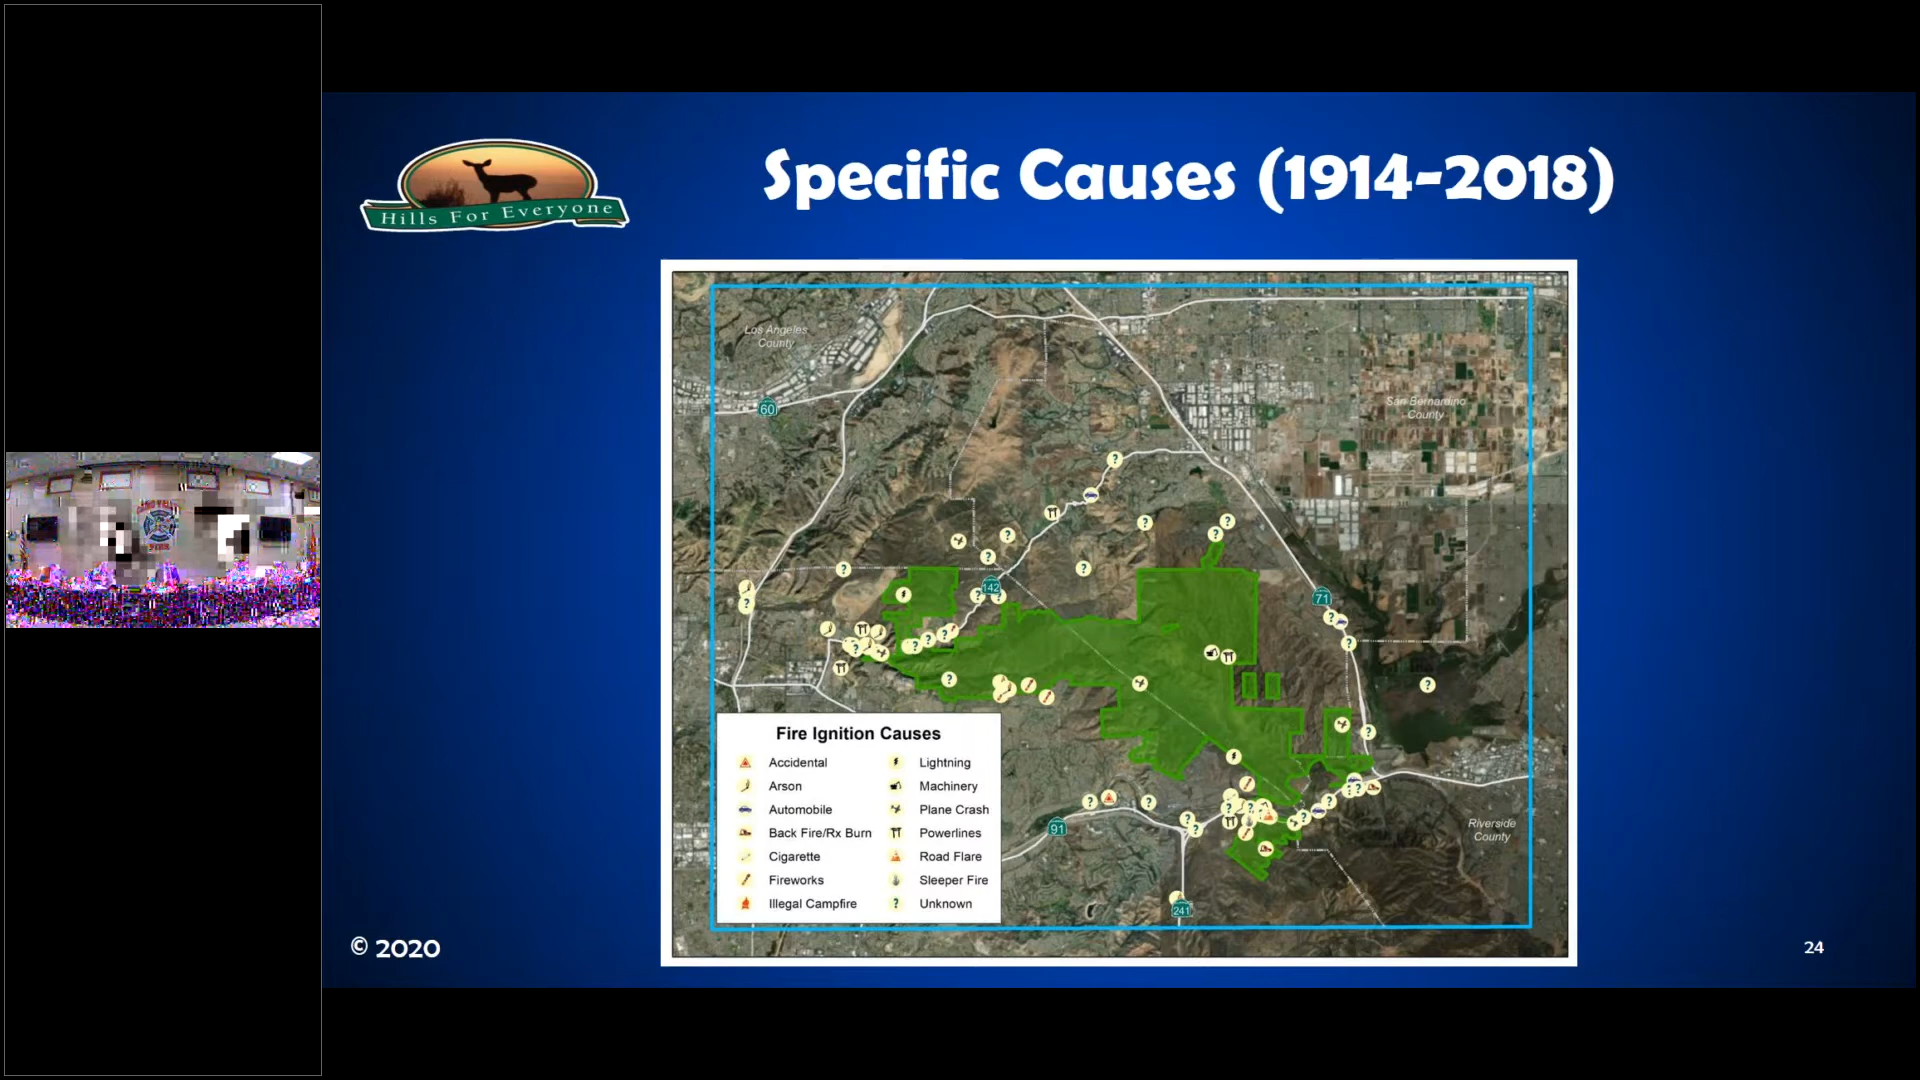 Hills For Everyone
Specific Causes (1914-2018)
Los Angeles
County
60
San Bernardino
County
142
71
Fire Ignition Causes
Accidental
Lightning
Arson
Machinery
Automobile
Plane Crash
Back Fire/Rx Burn
Powerlines
Cigarette
Road Flare
Fireworks
Sleeper Fire
Illegal Campfire
? Unknown
91
Riverside
County
241
© 2020
24
FIRE